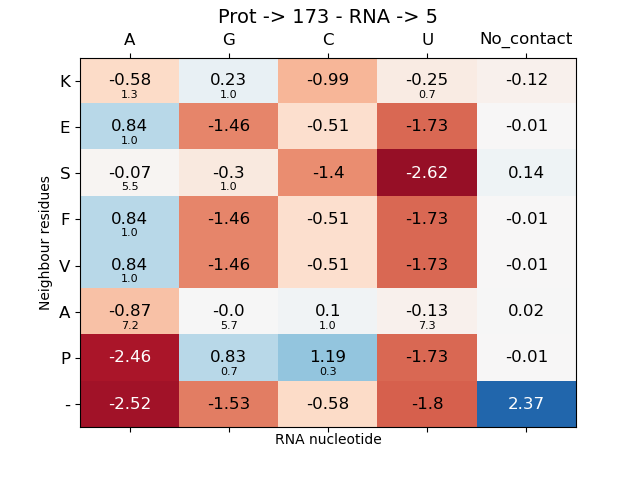 Prot -> 173 - RNA -> 5
A G C U No_contact
K -0.58 0.23 -0.99 -0.25 -0.12
1.3 1.0 0.7
E 0.84 -1.46 -0.51 -1.73 -0.01
1.0
S -0.07 -0.3 -1.4 -2.62 0.14
5.5 1.0
F 0.84 -1.46 -0.51 -1.73 -0.01
1.0
V 0.84 -1.46 -0.51 -1.73 -0.01
1.0
A -0.87 -0.0 0.1 -0.13 0.02
7.2 5.7 1.0 7.3
P -2.46 0.83 1.19 -1.73 -0.01
0.7 0.3
- -2.52 -1.53 -0.58 -1.8 2.37
RNA nucleotide
Neighbour residues